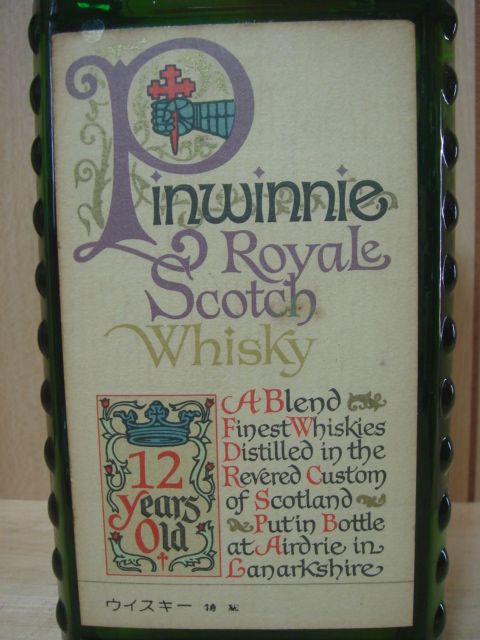 Pinwinnie
Royale
Scotch
Whisky
12
Years
Old
A Blend
Finest Whiskies
Distilled in the
Revered Custom
of Scotland
Put in Bottle
at Airdrie in
Lanarkshire
ウイスキー 特級